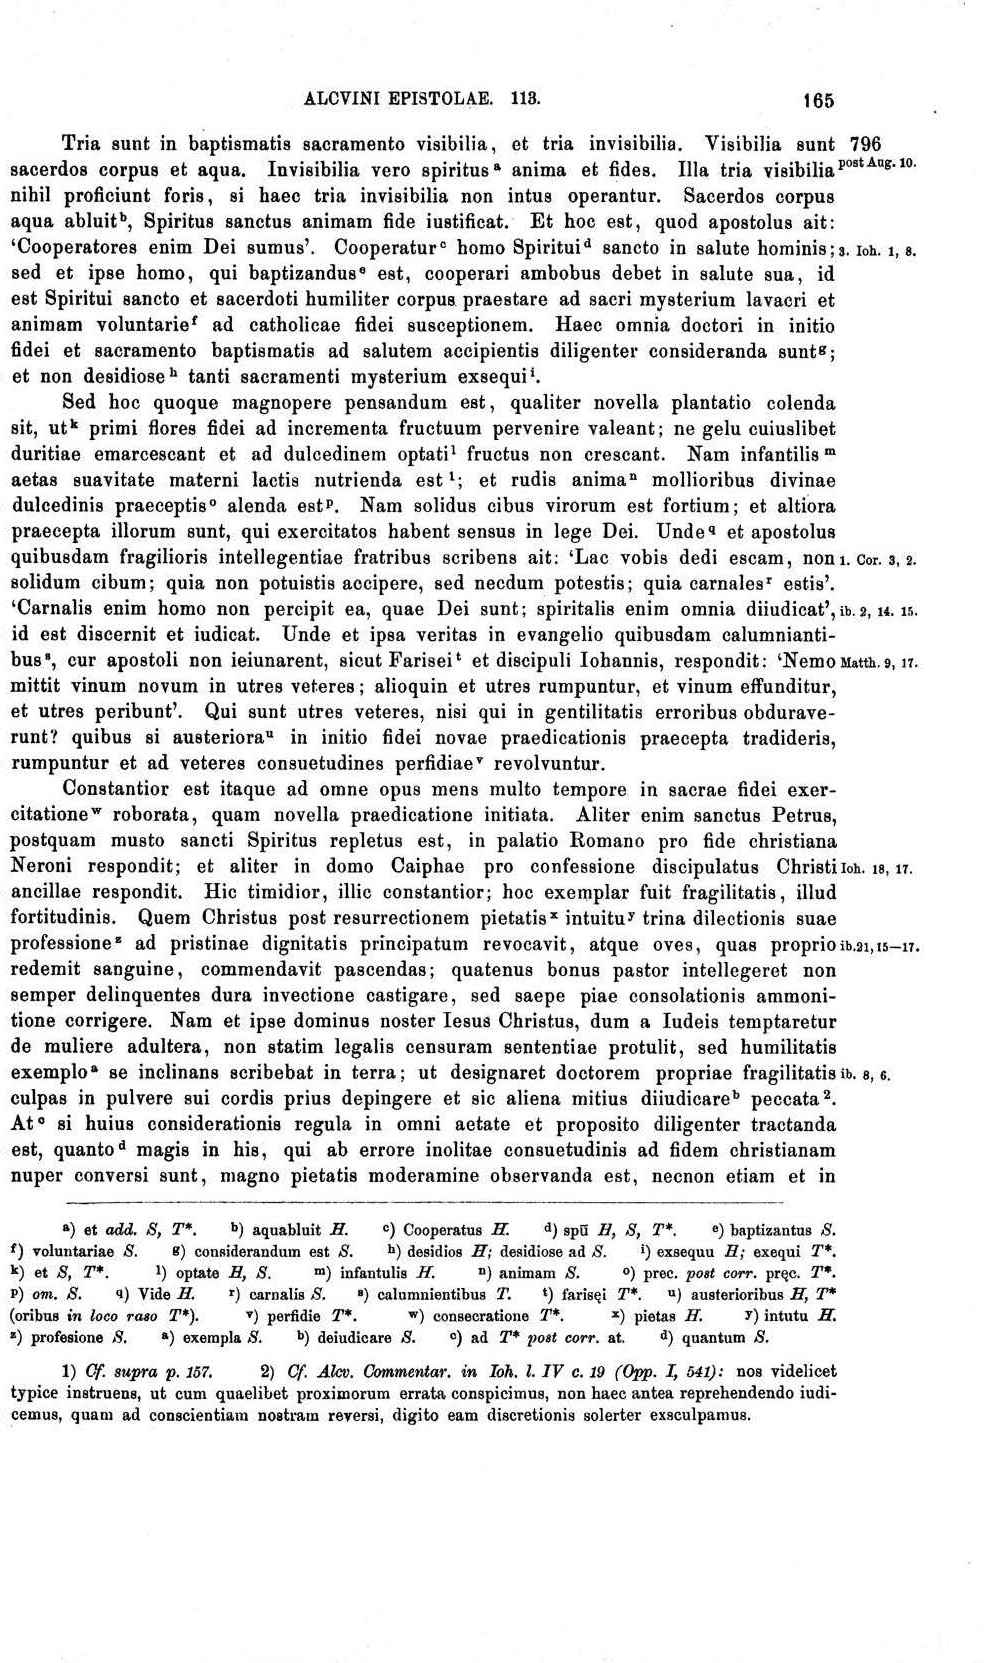 ALCVINI EPISTOLAE. 113. 165
Tria sunt in baptismatis sacramento visibilia, et tria invisibilia. Visibilia sunt 796
sacerdos corpus et aqua. Invisibilia vero spiritus ᵃ anima et fides. Illa tria visibilia post Aug. 10.
nihil proficiunt foris, si haec tria invisibilia non intus operantur. Sacerdos corpus
aqua abluit ᵇ, Spiritus sanctus animam fide iustificat. Et hoc est, quod apostolus ait:
‘Cooperatores enim Dei sumus’. Cooperatur ᶜ homo Spiritui ᵈ sancto in salute hominis; 3. Ioh. 1, 8.
sed et ipse homo, qui baptizandus ᵉ est, cooperari ambobus debet in salute sua, id
est Spiritui sancto et sacerdoti humiliter corpus praestare ad sacri mysterium lavacri et
animam voluntarie ᶠ ad catholicae fidei susceptionem. Haec omnia doctori in initio
fidei et sacramento baptismatis ad salutem accipientis diligenter consideranda sunt ᵍ;
et non desidiose ʰ tanti sacramenti mysterium exsequi ⁱ.
Sed hoc quoque magnopere pensandum est, qualiter novella plantatio colenda
sit, ut ᵏ primi flores fidei ad incrementa fructuum pervenire valeant; ne gelu cuiuslibet
duritiae emarcescant et ad dulcedinem optati ˡ fructus non crescant. Nam infantilis ᵐ
aetas suavitate materni lactis nutrienda est ¹; et rudis anima ⁿ mollioribus divinae
dulcedinis praeceptis ᵒ alenda est ᵖ. Nam solidus cibus virorum est fortium; et altiora
praecepta illorum sunt, qui exercitatos habent sensus in lege Dei. Unde q et apostolus
quibusdam fragilioris intellegentiae fratribus scribens ait: ‘Lac vobis dedi escam, non 1. Cor. 3, 2.
solidum cibum; quia non potuistis accipere, sed necdum potestis; quia carnales ʳ estis’.
‘Carnalis enim homo non percipit ea, quae Dei sunt; spiritalis enim omnia diiudicat’, ib. 2, 14. 15.
id est discernit et iudicat. Unde et ipsa veritas in evangelio quibusdam calumnianti-
bus ˢ, cur apostoli non ieiunarent, sicut Farisei ᵗ et discipuli Iohannis, respondit: ‘Nemo Matth. 9, 17.
mittit vinum novum in utres veteres; alioquin et utres rumpuntur, et vinum effunditur,
et utres peribunt’. Qui sunt utres veteres, nisi qui in gentilitatis erroribus obdurave-
runt? quibus si austeriora ᵘ in initio fidei novae praedicationis praecepta tradideris,
rumpuntur et ad veteres consuetudines perfidiae ᵛ revolvuntur.
Constantior est itaque ad omne opus mens multo tempore in sacrae fidei exer-
citatione ʷ roborata, quam novella praedicatione initiata. Aliter enim sanctus Petrus,
postquam musto sancti Spiritus repletus est, in palatio Romano pro fide christiana
Neroni respondit; et aliter in domo Caiphae pro confessione discipulatus Christi Ioh. 18, 17.
ancillae respondit. Hic timidior, illic constantior; hoc exemplar fuit fragilitatis, illud
fortitudinis. Quem Christus post resurrectionem pietatis ˣ intuitu ʸ trina dilectionis suae
professione ᶻ ad pristinae dignitatis principatum revocavit, atque oves, quas proprio ib. 21, 15—17.
redemit sanguine, commendavit pascendas; quatenus bonus pastor intellegeret non
semper delinquentes dura invectione castigare, sed saepe piae consolationis ammoni-
tione corrigere. Nam et ipse dominus noster Iesus Christus, dum a Iudeis temptaretur
de muliere adultera, non statim legalis censuram sententiae protulit, sed humilitatis
exemplo ᵃ se inclinans scribebat in terra; ut designaret doctorem propriae fragilitatis ib. 8, 6.
culpas in pulvere sui cordis prius depingere et sic aliena mitius diiudicare ᵇ peccata ².
At ᶜ si huius considerationis regula in omni aetate et proposito diligenter tractanda
est, quanto ᵈ magis in his, qui ab errore inolitae consuetudinis ad fidem christianam
nuper conversi sunt, magno pietatis moderamine observanda est, necnon etiam et in
ᵃ) et add. S, T*. ᵇ) aquabluit H. ᶜ) Cooperatus H. ᵈ) spū H, S, T*. ᵉ) baptizantus S.
ᶠ) voluntariae S. ᵍ) considerandum est S. ʰ) desidios H; desidiose ad S. ⁱ) exsequu H; exequi T*.
ᵏ) et S, T*. ˡ) optate H, S. ᵐ) infantulis H. ⁿ) animam S. ᵒ) prec. post corr. pręc. T*.
ᵖ) om. S. q) Vide H. ʳ) carnalis S. ˢ) calumnientibus T. ᵗ) farisęi T*. ᵘ) austerioribus H, T*
(oribus in loco raso T*). ᵛ) perfidie T*. ʷ) consecratione T*. ˣ) pietas H. ʸ) intutu H.
ᶻ) profesione S. ᵃ) exempla S. ᵇ) deiudicare S. ᶜ) ad T* post corr. at. ᵈ) quantum S.
1) Cf. supra p. 157. 2) Cf. Alcv. Commentar. in Ioh. l. IV c. 19 (Opp. I, 541): nos videlicet
typice instruens, ut cum quaelibet proximorum errata conspicimus, non haec antea reprehendendo iudi-
cemus, quam ad conscientiam nostram reversi, digito eam discretionis solerter exsculpamus.